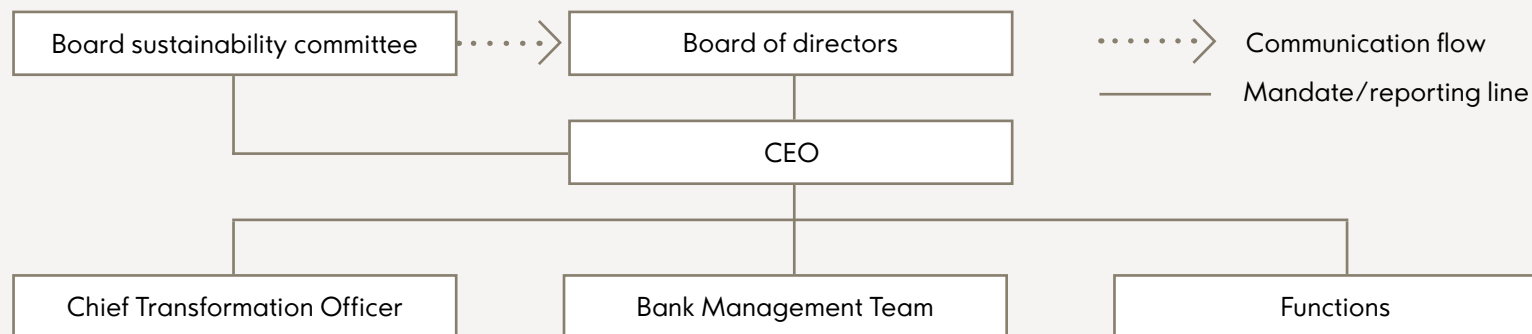 Board sustainability committee
Board of directors
Communication flow
Mandate/reporting line
CEO
Chief Transformation Officer
Bank Management Team
Functions